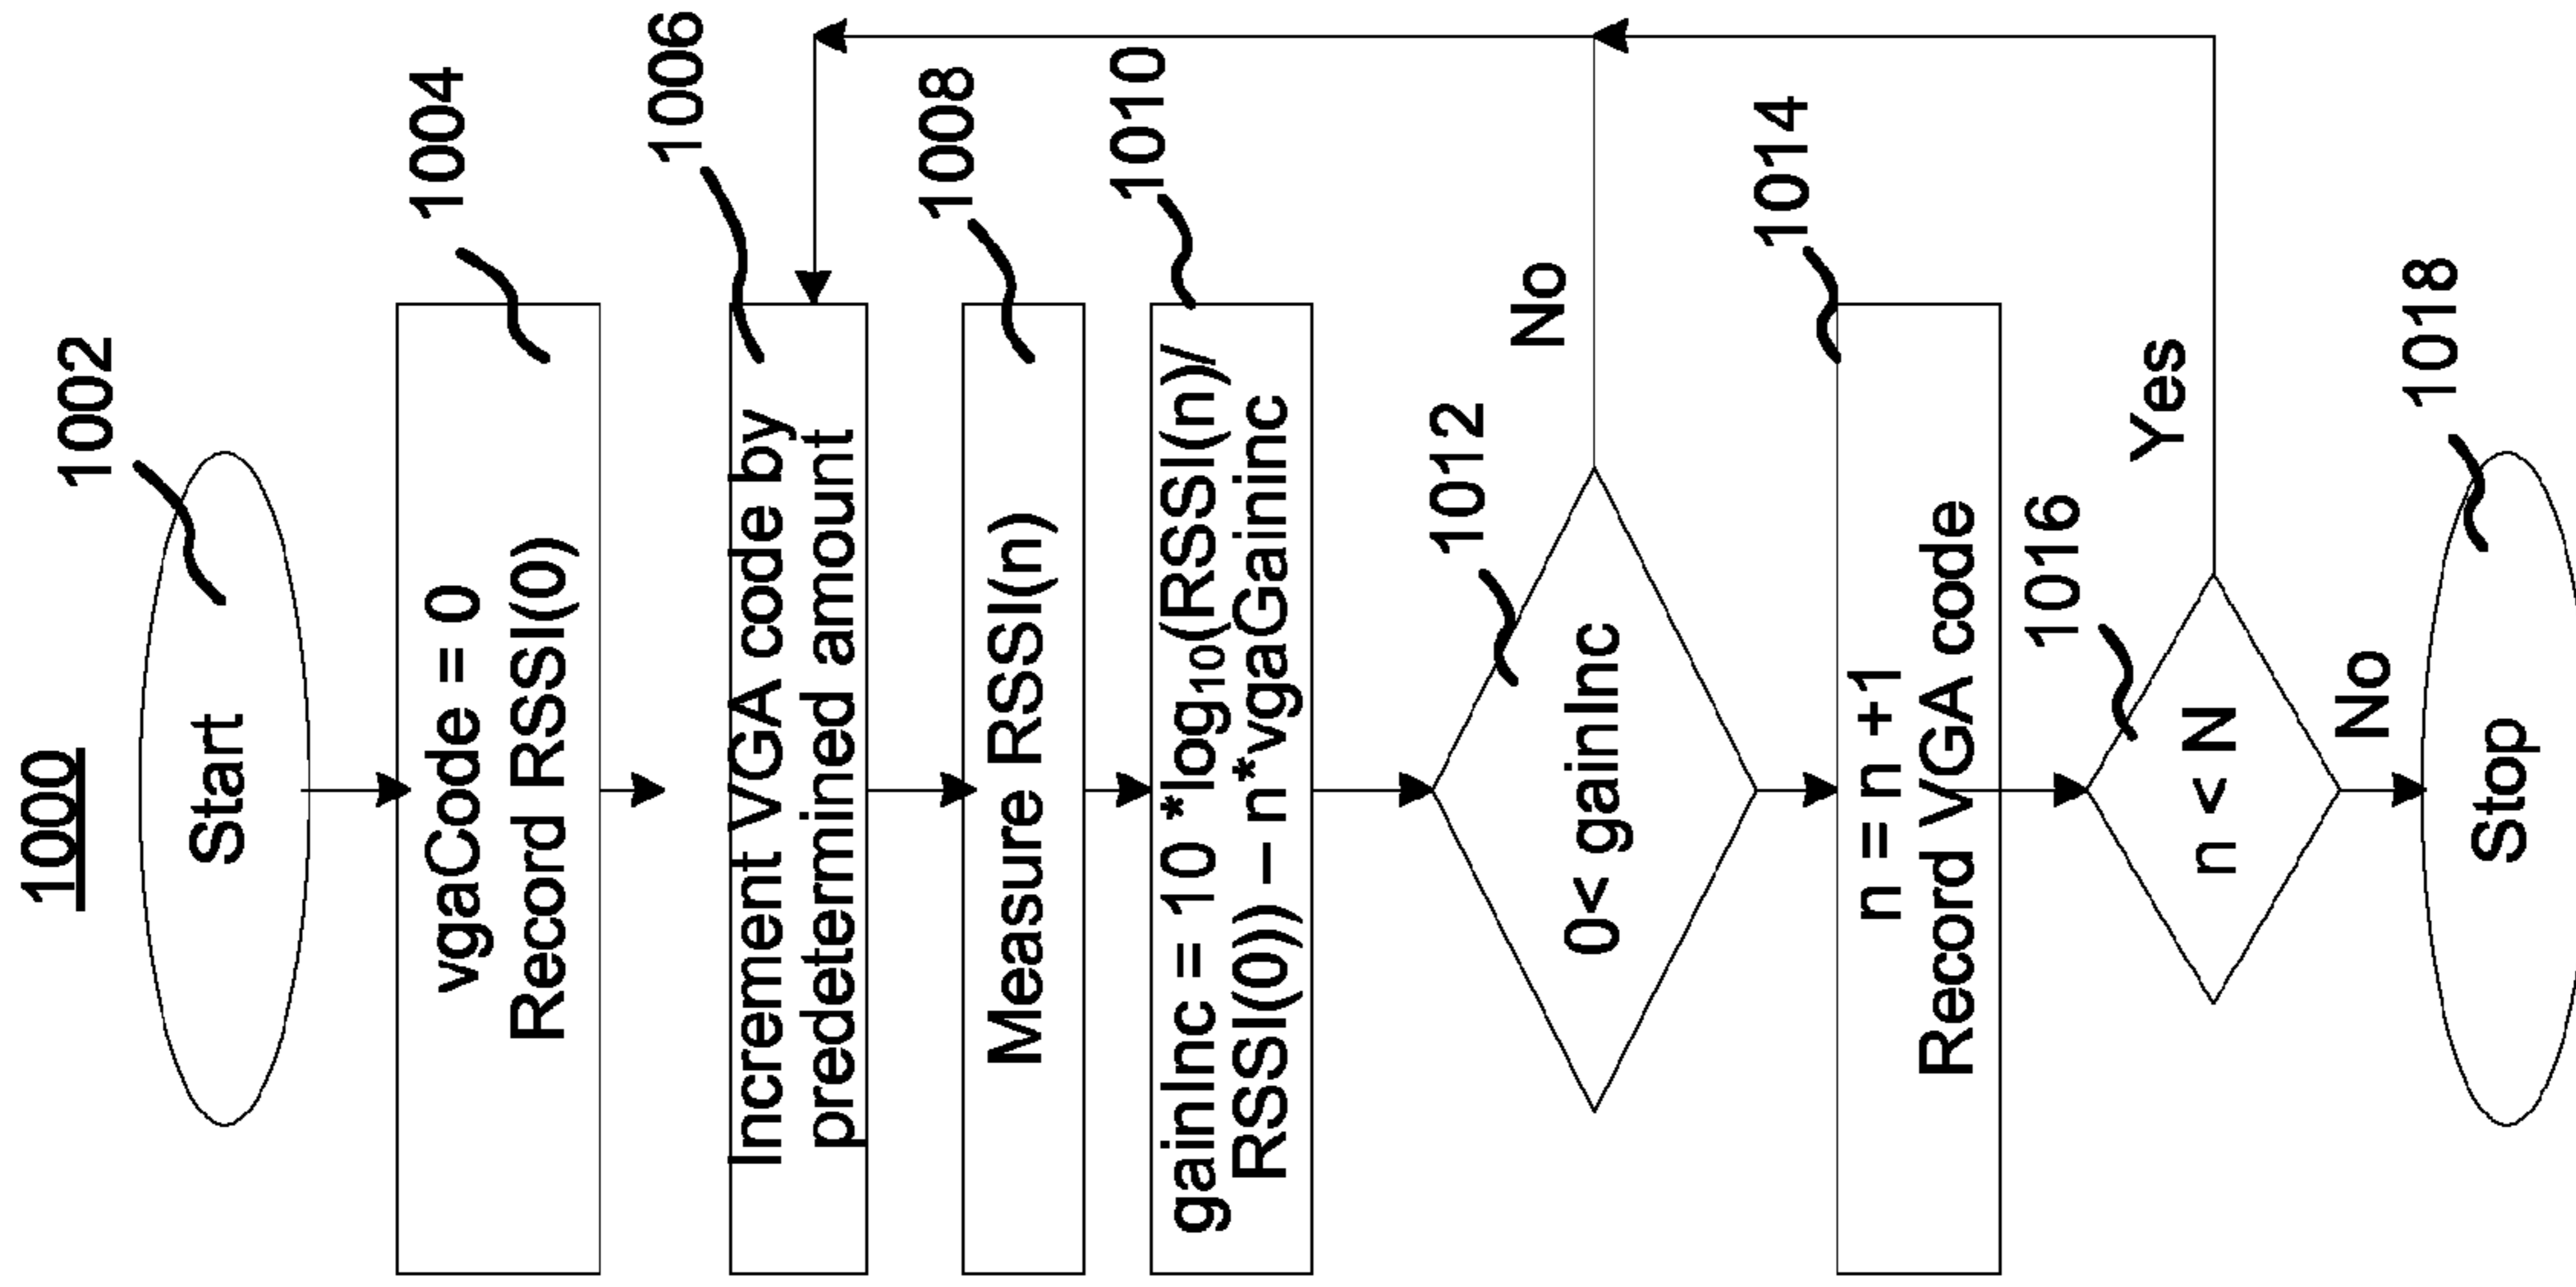 1000
1002
Start
1004
vgaCode = 0
Record RSSI(0)
1006
Increment VGA code by
predetermined amount
1008
Measure RSSI(n)
1010
gainInc = 10 *log₁₀(RSSI(n)/
RSSI(0)) – n*vgaGaininc
1012
0< gainInc
No
1014
n = n +1
Record VGA code
1016
n < N
Yes
No
1018
Stop